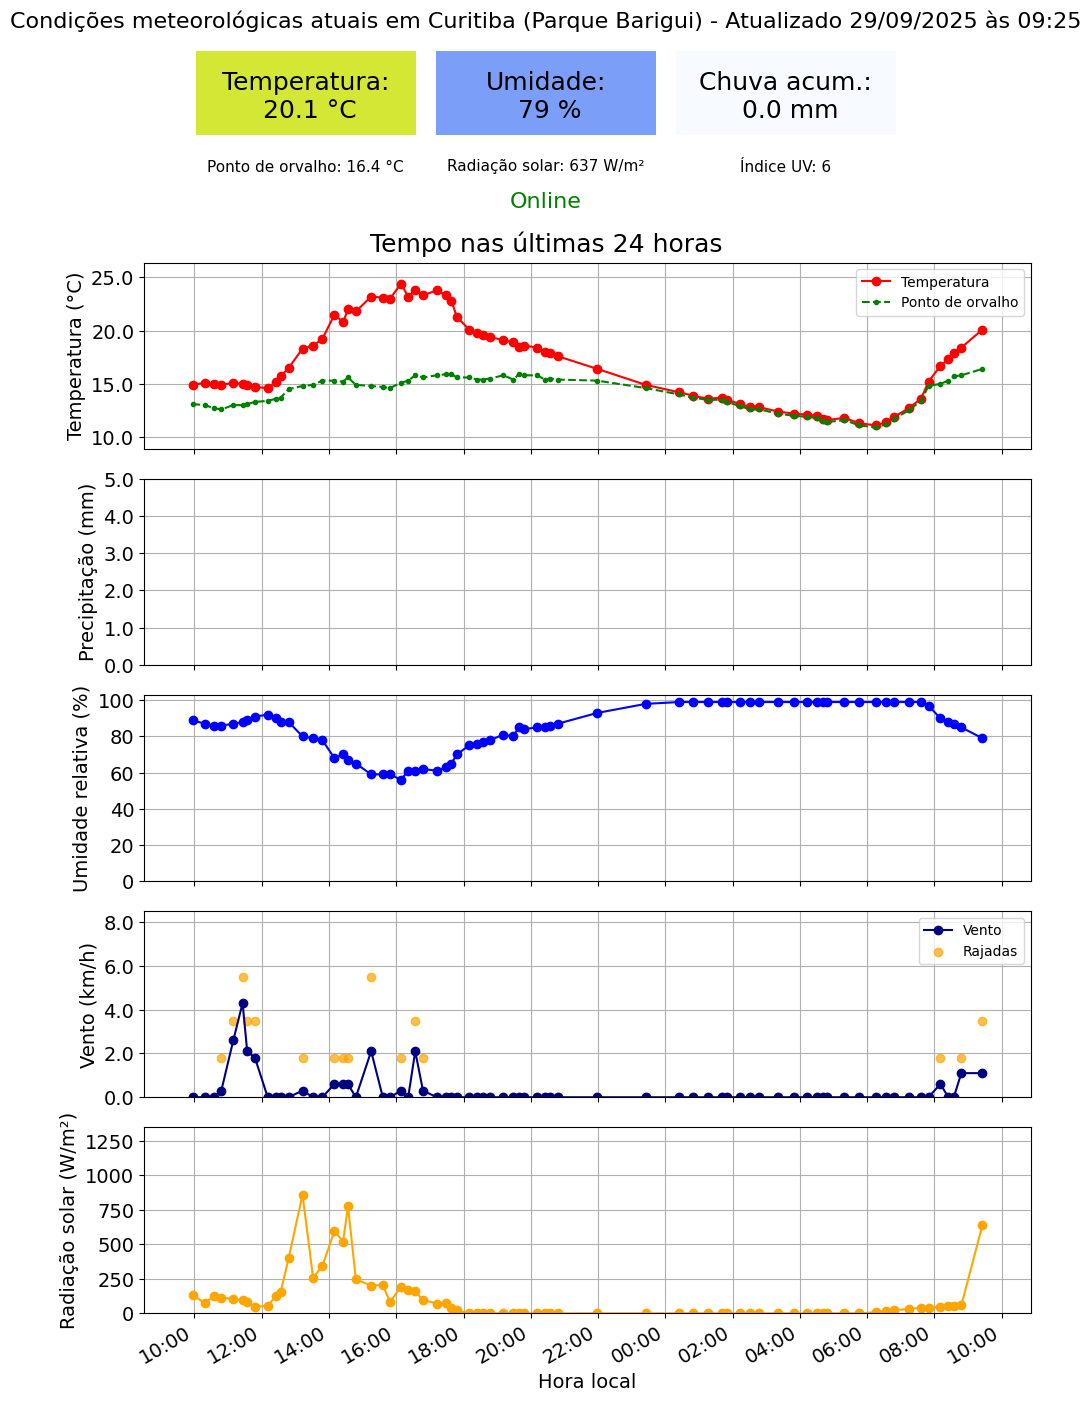 Condições meteorológicas atuais em Curitiba (Parque Barigui) - Atualizado 29/09/2025 às 09:25
Temperatura:
20.1 °C
Umidade:
79 %
Chuva acum.:
0.0 mm
Ponto de orvalho: 16.4 °C
Radiação solar: 637 W/m²
Índice UV: 6
Online
Tempo nas últimas 24 horas
Temperatura (°C)
25.0
20.0
15.0
10.0
Temperatura
Ponto de orvalho
Precipitação (mm)
5.0
4.0
3.0
2.0
1.0
0.0
Umidade relativa (%)
100
80
60
40
20
0
Vento (km/h)
8.0
6.0
4.0
2.0
0.0
Vento
Rajadas
Radiação solar (W/m²)
1250
1000
750
500
250
0
10:00
12:00
14:00
16:00
18:00
20:00
22:00
00:00
02:00
04:00
06:00
08:00
10:00
Hora local